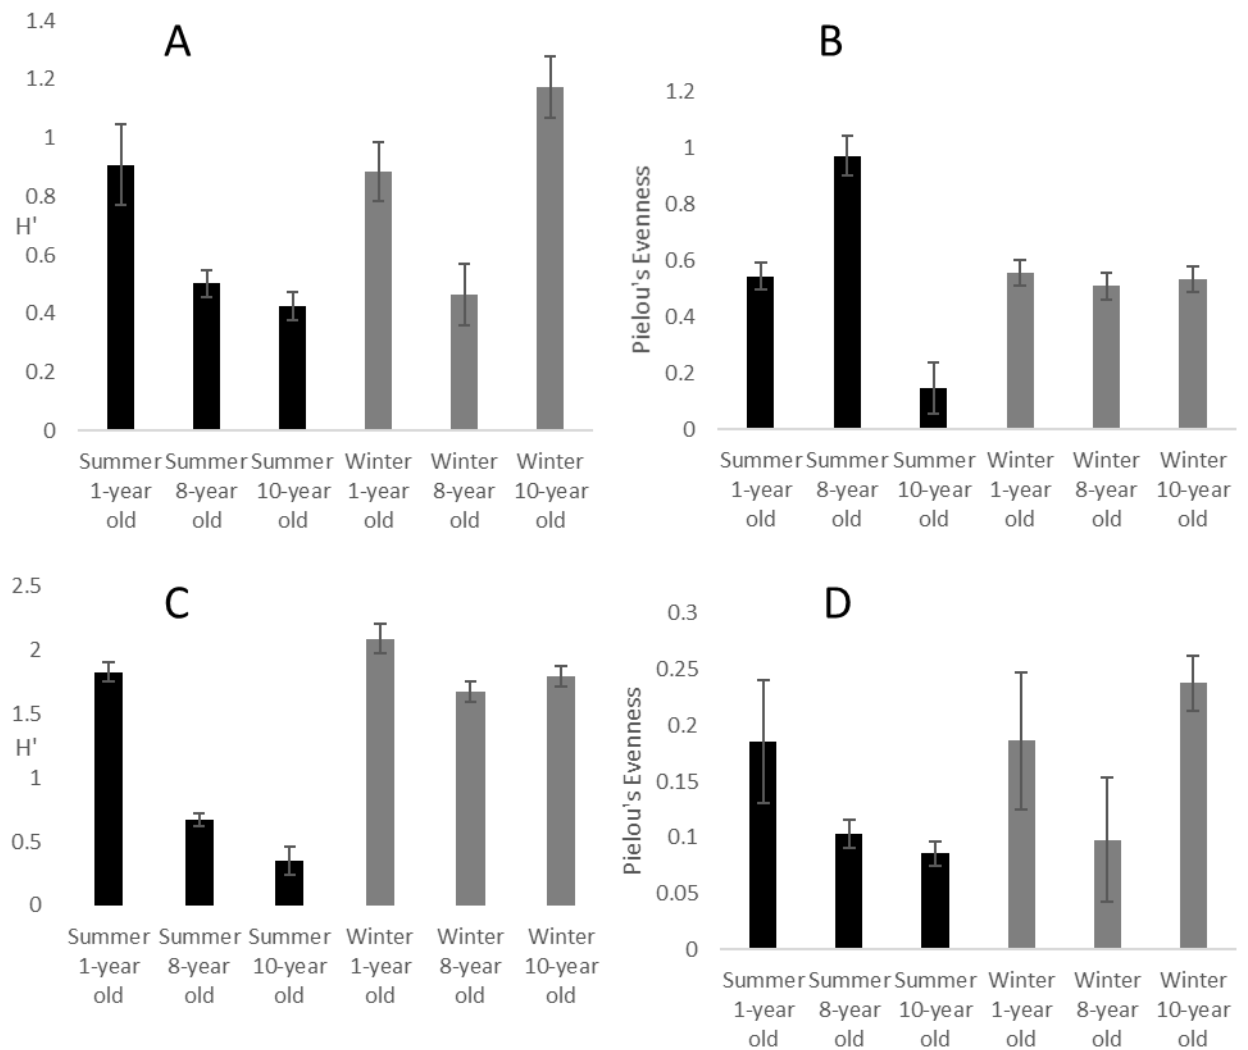 A
1.4
1.2
1
0.8
H'
0.6
0.4
0.2
0
Summer Summer Summer Winter Winter Winter
1-year 8-year 10-year 1-year 8-year 10-year
old old old old old old
B
1.2
1
0.8
0.6
0.4
0.2
0
Pielou's Evenness
Summer Summer Summer Winter Winter Winter
1-year 8-year 10-year 1-year 8-year 10-year
old old old old old old
C
2.5
2
1.5
H'
1
0.5
0
Summer Summer Summer Winter Winter Winter
1-year 8-year 10-year 1-year 8-year 10-year
old old old old old old
D
0.3
0.25
0.2
0.15
0.1
0.05
0
Pielou's Evenness
Summer Summer Summer Winter Winter Winter
1-year 8-year 10-year 1-year 8-year 10-year
old old old old old old